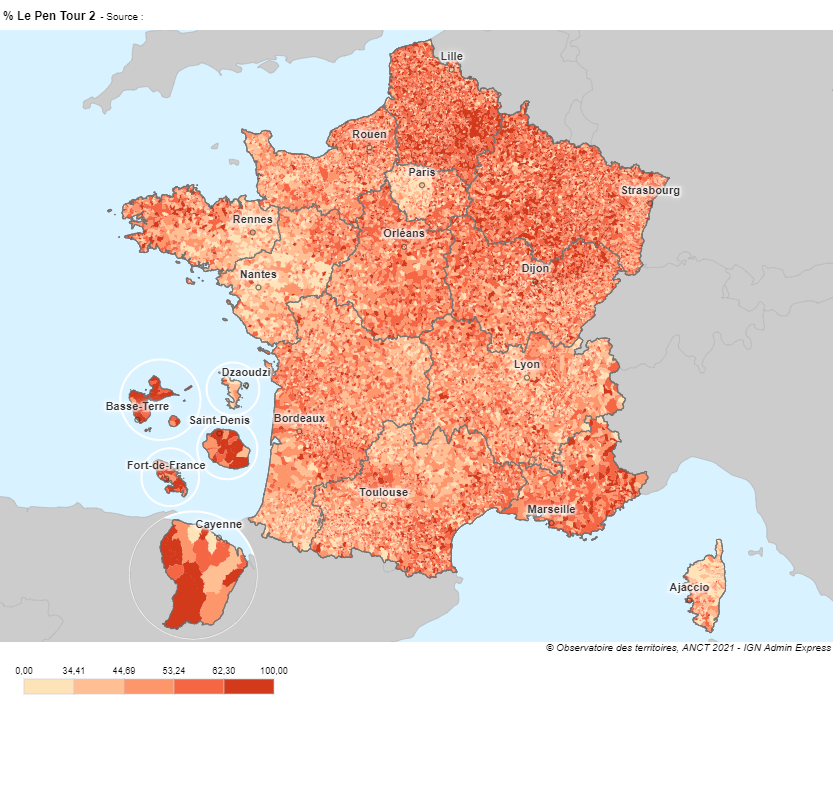 % Le Pen Tour 2 - Source :
Lille
Rouen
Paris
Strasbourg
Rennes
Orléans
Nantes
Dijon
Lyon
Dzaoudzi
Basse-Terre
Saint-Denis
Bordeaux
Fort-de-France
Toulouse
Marseille
Cayenne
Ajaccio
© Observatoire des territoires, ANCT 2021 - IGN Admin Express
0,00 34,41 44,69 53,24 62,30 100,00